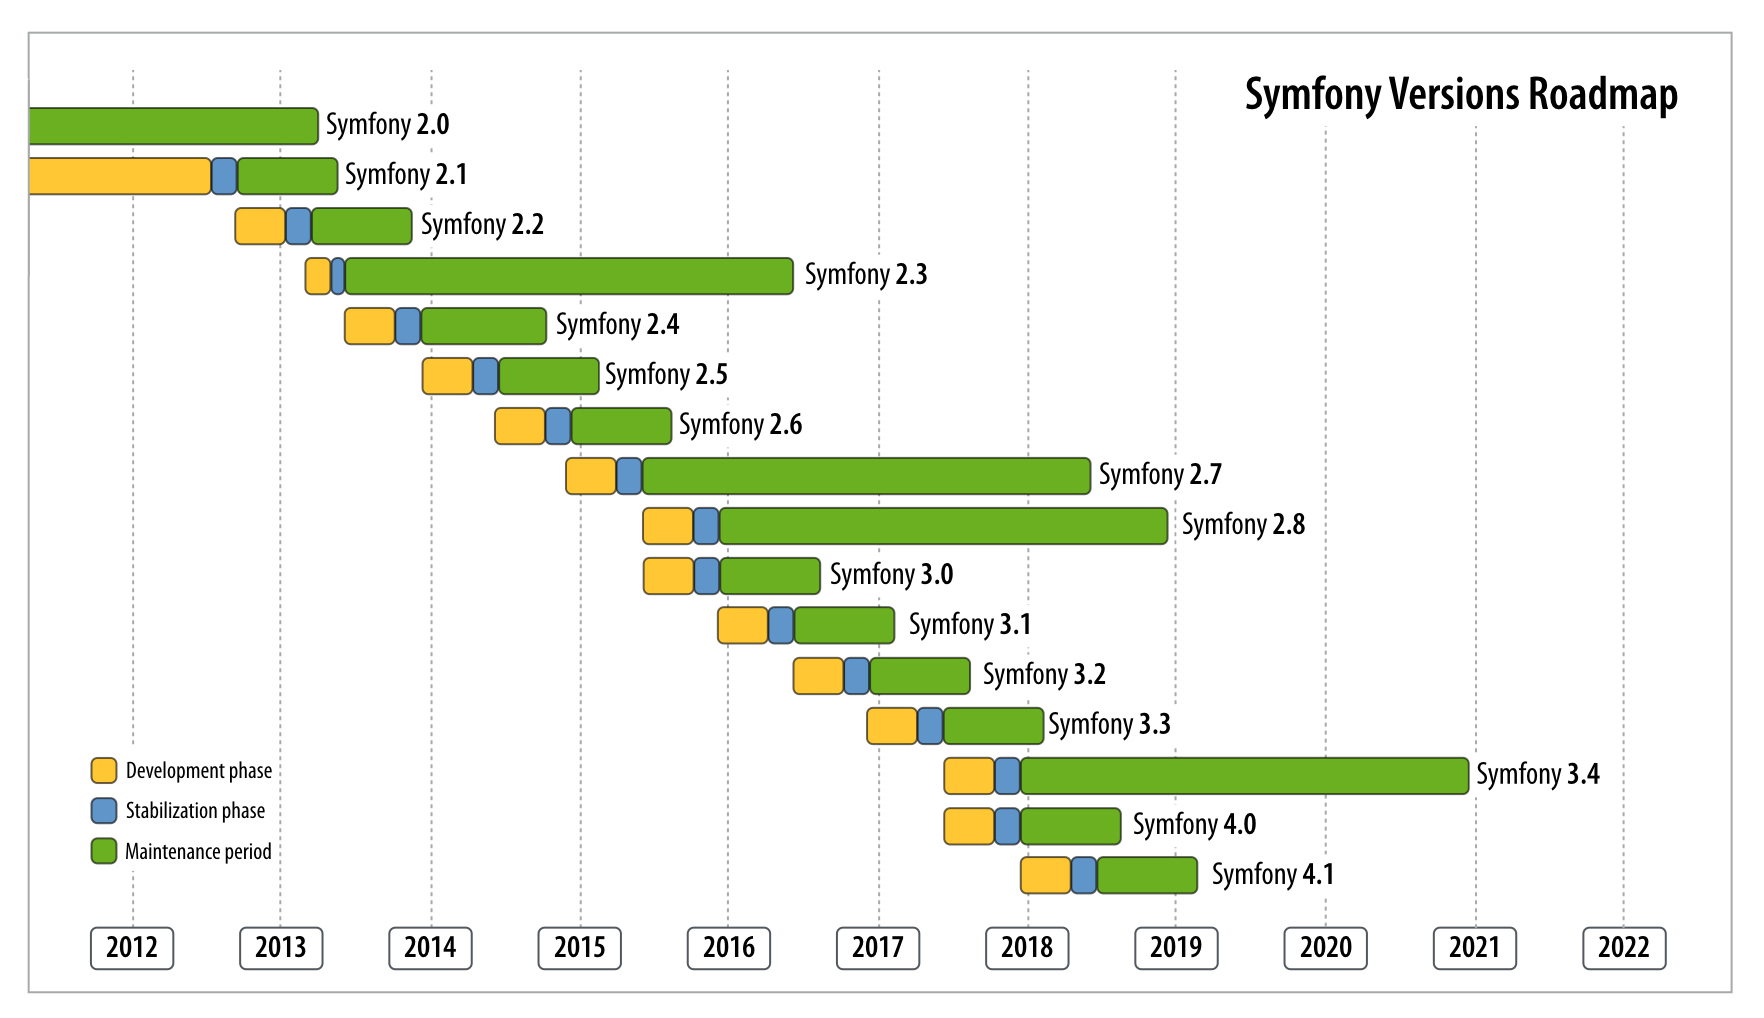 Symfony Versions Roadmap
Symfony 2.0
Symfony 2.1
Symfony 2.2
Symfony 2.3
Symfony 2.4
Symfony 2.5
Symfony 2.6
Symfony 2.7
Symfony 2.8
Symfony 3.0
Symfony 3.1
Symfony 3.2
Symfony 3.3
Symfony 3.4
Symfony 4.0
Symfony 4.1
Development phase
Stabilization phase
Maintenance period
2012 2013 2014 2015 2016 2017 2018 2019 2020 2021 2022